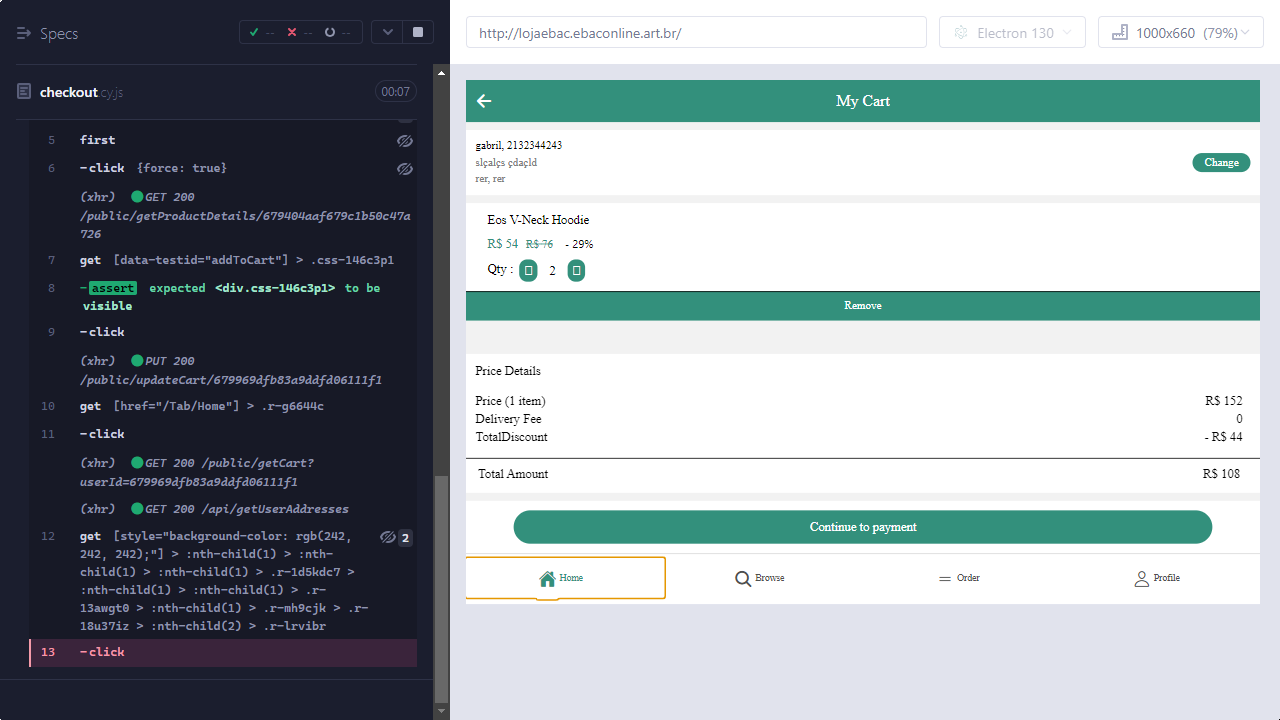 Specs
-- -- --
checkout.cy.js 00:07
5 first
6 -click {force: true}
(xhr) GET 200
/public/getProductDetails/679404aaf679c1b50c47a
726
7 get [data-testid="addToCart"] > .css-146c3p1
8 -assert expected <div.css-146c3p1> to be
visible
9 -click
(xhr) PUT 200
/public/updateCart/679969dfb83a9ddfd06111f1
10 get [href="/Tab/Home"] > .r-g6644c
11 -click
(xhr) GET 200 /public/getCart?
userId=679969dfb83a9ddfd06111f1
(xhr) GET 200 /api/getUserAddresses
12 get [style="background-color: rgb(242, 2
242, 242);"] > :nth-child(1) > :nth-
child(1) > :nth-child(1) > .r-1d5kdc7 >
:nth-child(1) > :nth-child(1) > .r-
13awgt0 > :nth-child(1) > .r-mh9cjk > .r-
18u37iz > :nth-child(2) > .r-lrvibr
13 -click
http://lojaebac.ebaconline.art.br/
Electron 130
1000x660 (79%)
My Cart
gabril, 2132344243
slçalçs çdaçld
rer, rer
Change
Eos V-Neck Hoodie
R$ 54 R$ 76 - 29%
Qty : 2
Remove
Price Details
Price (1 item) R$ 152
Delivery Fee 0
TotalDiscount - R$ 44
Total Amount R$ 108
Continue to payment
Home Browse Order Profile